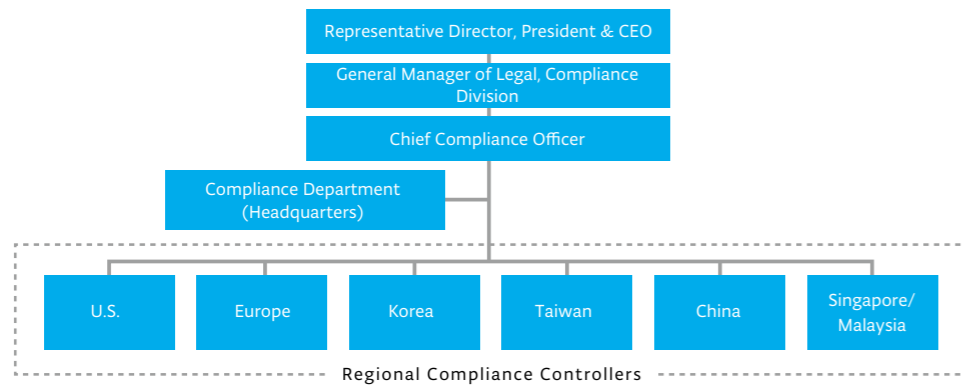 Representative Director, President & CEO
General Manager of Legal, Compliance
Division
Chief Compliance Officer
Compliance Department
(Headquarters)
U.S.
Europe
Korea
Taiwan
China
Singapore/
Malaysia
Regional Compliance Controllers